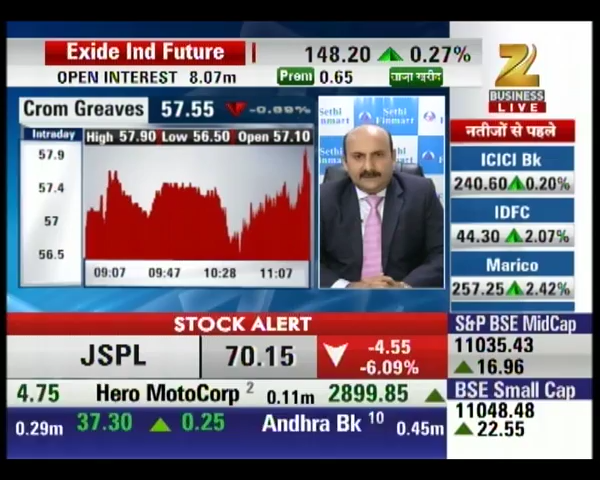 Exide Ind Future
148.20 0.27%
OPEN INTEREST 8.07m
Prem 0.65
ताजा खरीद
Z
BUSINESS
LIVE
Crom Greaves 57.55 -0.69%
Intraday
High 57.90 Low 56.50 Open 57.10
57.9
57.4
57
56.5
09:07 09:47 10:28 11:07
Sethi
Finmart
नतीजों से पहले
ICICI Bk
240.60 0.20%
IDFC
44.30 2.07%
Marico
257.25 2.42%
STOCK ALERT
JSPL
70.15
-4.55
-6.09%
S&P BSE MidCap
11035.43
16.96
BSE Small Cap
11048.48
22.55
4.75 Hero MotoCorp 2 0.11m 2899.85
0.29m 37.30 0.25 Andhra Bk 10 0.45m